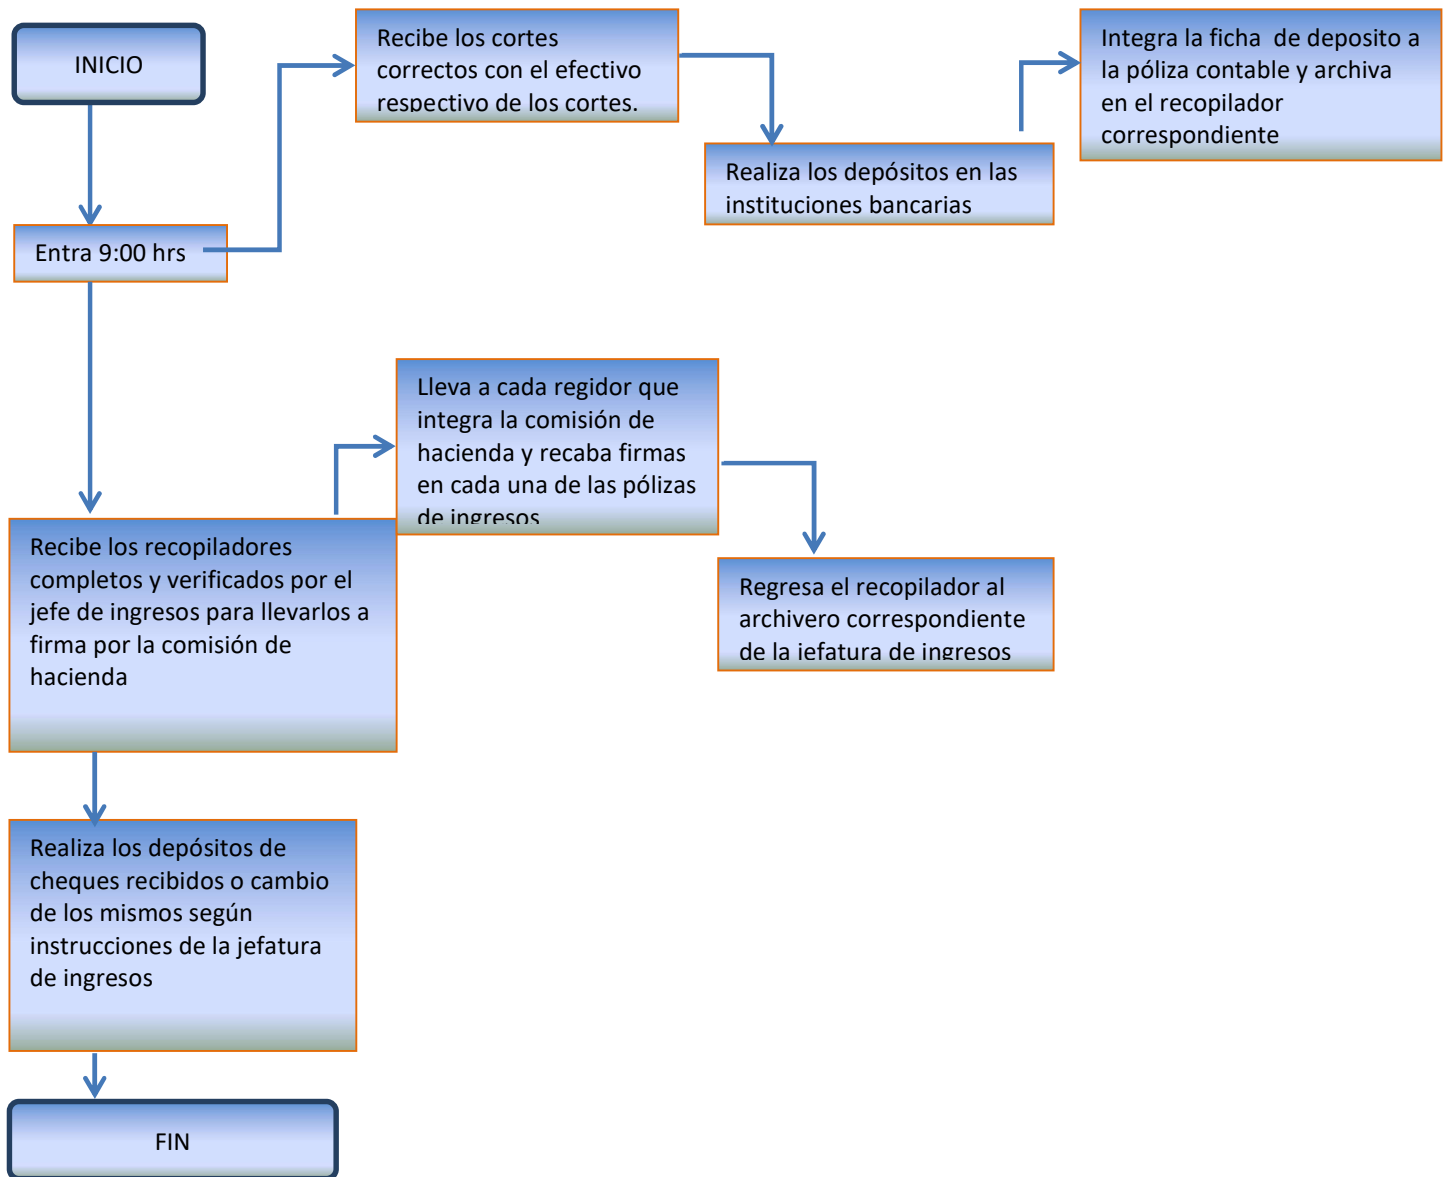 INICIO
Entra 9:00 hrs
Recibe los cortes
correctos con el efectivo
respectivo de los cortes.
Realiza los depósitos en las
instituciones bancarias
Integra la ficha  de deposito a
la póliza contable y archiva
en el recopilador
correspondiente
Recibe los recopiladores
completos y verificados por el
jefe de ingresos para llevarlos a
firma por la comisión de
hacienda
Lleva a cada regidor que
integra la comisión de
hacienda y recaba firmas
en cada una de las pólizas
de ingresos
Regresa el recopilador al
archivero correspondiente
de la jefatura de ingresos
Realiza los depósitos de
cheques recibidos o cambio
de los mismos según
instrucciones de la jefatura
de ingresos
FIN